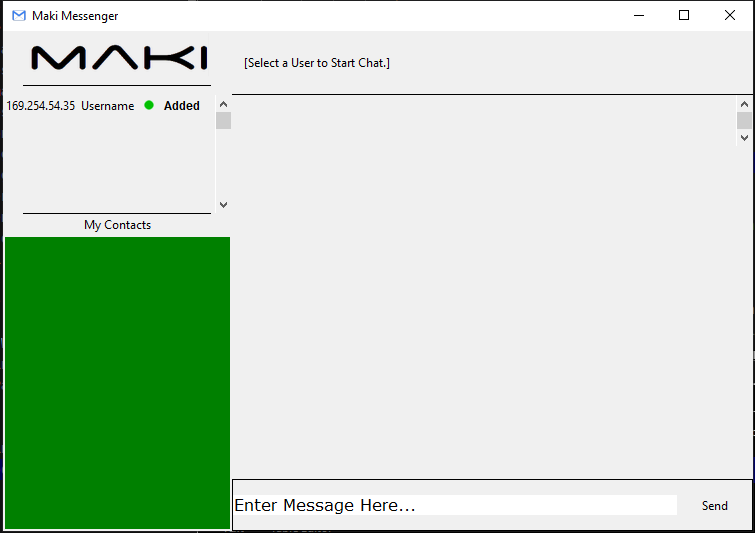 Maki Messenger
MAKI
[Select a User to Start Chat.]
169.254.54.35 Username Added
My Contacts
Enter Message Here...
Send